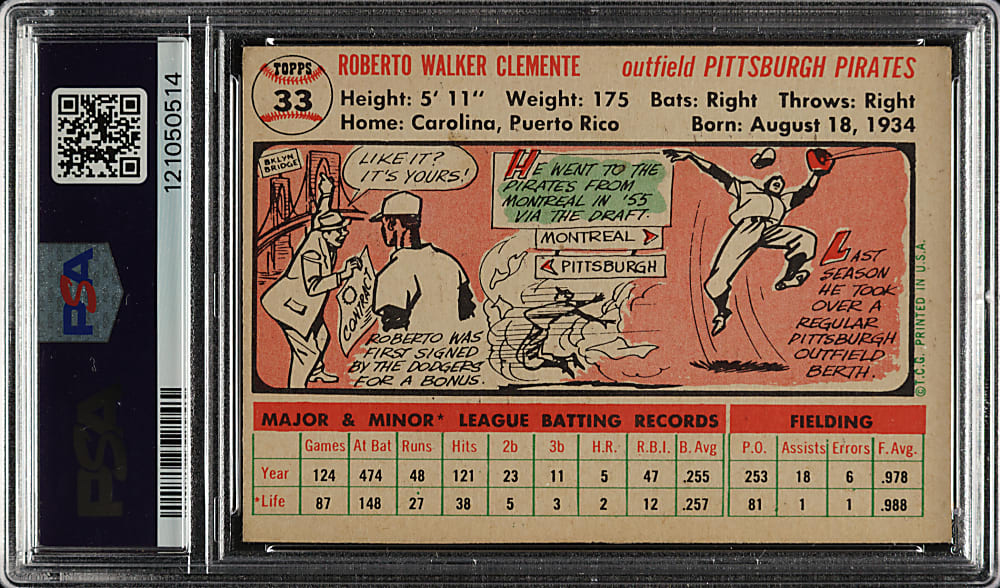 TOPPS
33
ROBERTO WALKER CLEMENTE outfield PITTSBURGH PIRATES
Height: 5' 11" Weight: 175 Bats: Right Throws: Right
Home: Carolina, Puerto Rico Born: August 18, 1934
BKLYN
BRIDGE
LIKE IT?
IT'S YOURS!
CONTRACT
ROBERTO WAS
FIRST SIGNED
BY THE DODGERS
FOR A BONUS.
HE WENT TO THE
PIRATES FROM
MONTREAL IN '55
VIA THE DRAFT.
MONTREAL
PITTSBURGH
LAST
SEASON
HE TOOK
OVER A
REGULAR
PITTSBURGH
OUTFIELD
BERTH.
©T.C.G. PRINTED IN U.S.A.
MAJOR & MINOR* LEAGUE BATTING RECORDS FIELDING
Games At Bat Runs Hits 2b 3b H.R. R.B.I. B. Avg P.O. Assists Errors F. Avg.
Year 124 474 48 121 23 11 5 47 .255 253 18 6 .978
*Life 87 148 27 38 5 3 2 12 .257 81 1 1 .988
121050514
PSA
PSA